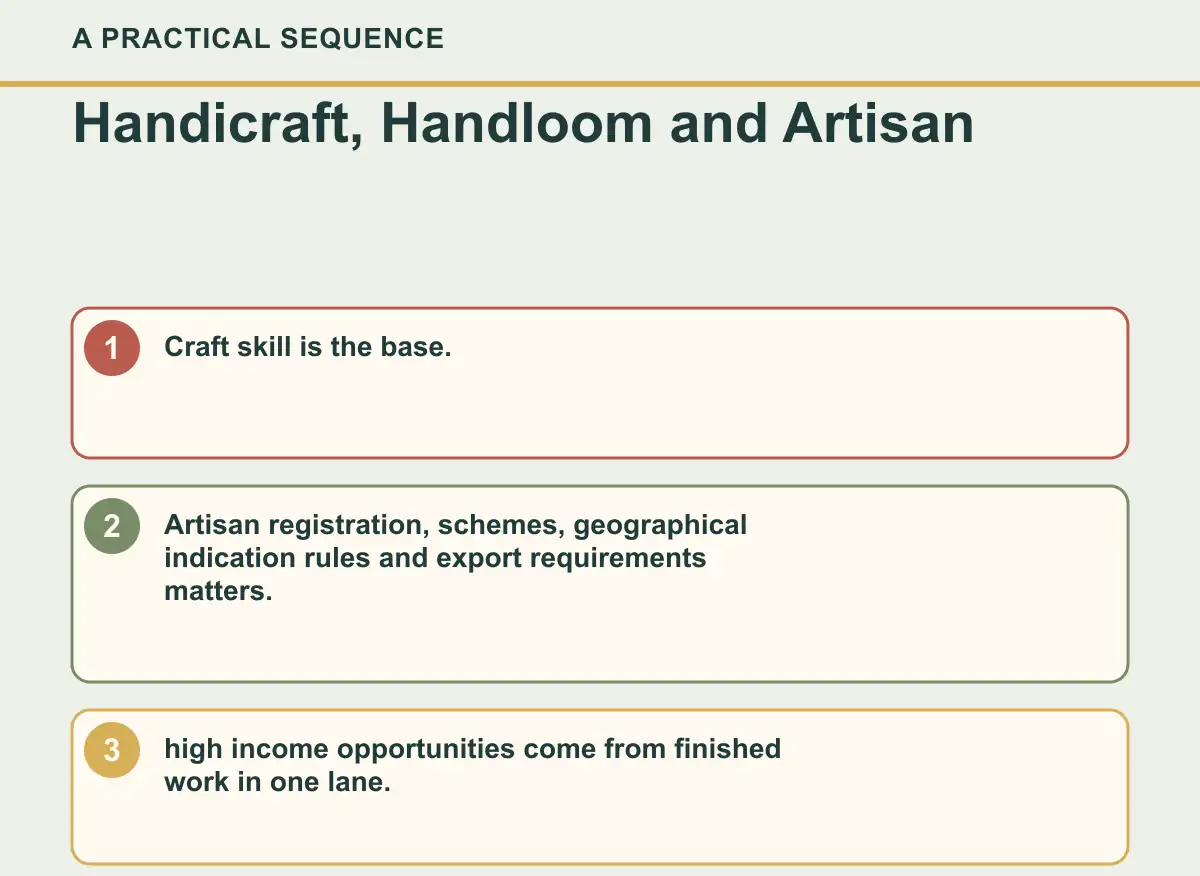 A PRACTICAL SEQUENCE
Handicraft, Handloom and Artisan
1
Craft skill is the base.
2
Artisan registration, schemes, geographical
indication rules and export requirements
matters.
3
high income opportunities come from finished
work in one lane.